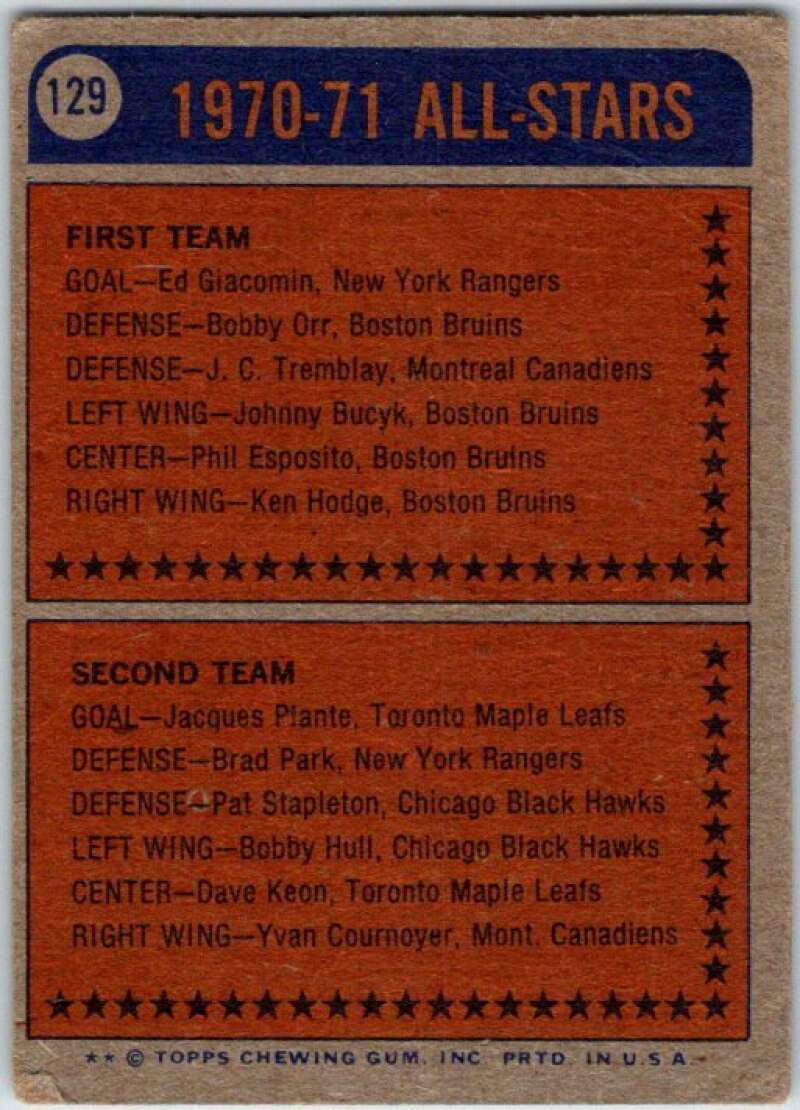 129
1970-71 ALL-STARS
FIRST TEAM
GOAL—Ed Giacomin, New York Rangers
DEFENSE—Bobby Orr, Boston Bruins
DEFENSE—J. C. Tremblay, Montreal Canadiens
LEFT WING—Johnny Bucyk, Boston Bruins
CENTER—Phil Esposito, Boston Bruins
RIGHT WING—Ken Hodge, Boston Bruins
SECOND TEAM
GOAL—Jacques Plante, Toronto Maple Leafs
DEFENSE—Brad Park, New York Rangers
DEFENSE—Pat Stapleton, Chicago Black Hawks
LEFT WING—Bobby Hull, Chicago Black Hawks
CENTER—Dave Keon, Toronto Maple Leafs
RIGHT WING—Yvan Cournoyer, Mont. Canadiens
** © TOPPS CHEWING GUM, INC. PRTD. IN U.S.A.